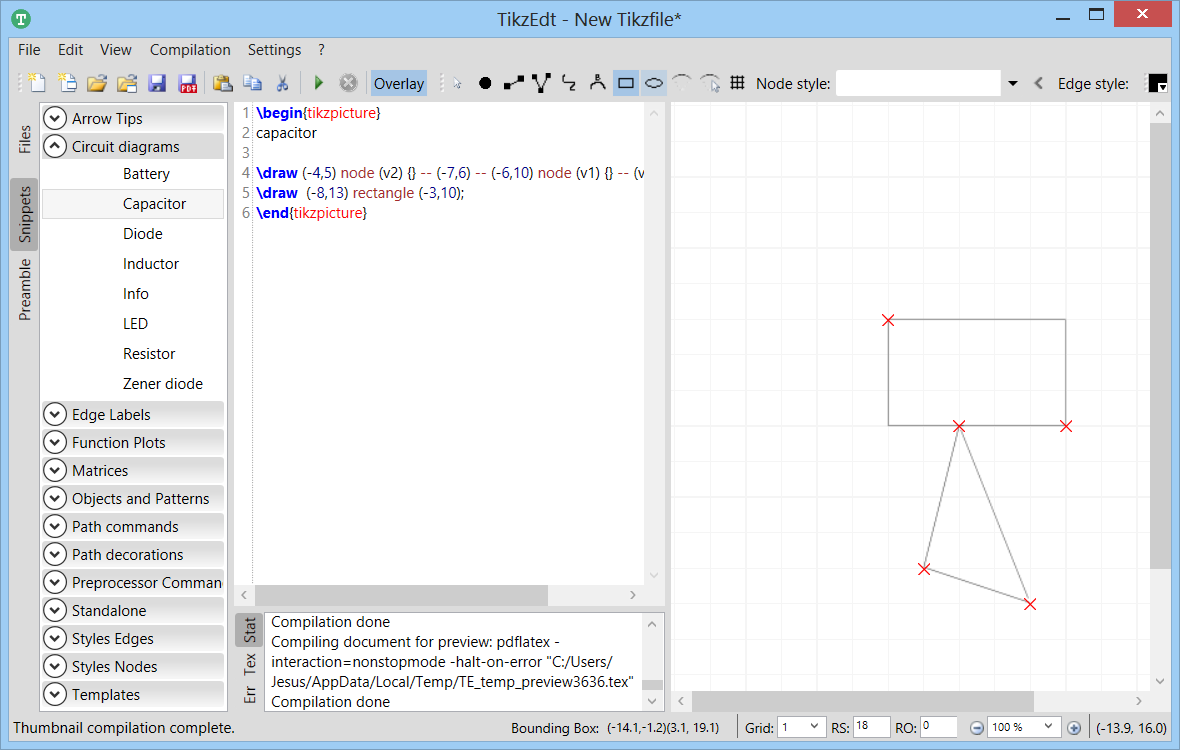 TikzEdt - New Tikzfile*
File Edit View Compilation Settings ?
PDF Overlay Node style: Edge style:
Files
Snippets
Preamble
Arrow Tips
Circuit diagrams
Battery
Capacitor
Diode
Inductor
Info
LED
Resistor
Zener diode
Edge Labels
Function Plots
Matrices
Objects and Patterns
Path commands
Path decorations
Preprocessor Comman
Standalone
Styles Edges
Styles Nodes
Templates
1 \begin{tikzpicture}
2 capacitor
3
4 \draw (-4,5) node (v2) {} -- (-7,6) -- (-6,10) node (v1) {} -- (v
5 \draw (-8,13) rectangle (-3,10);
6 \end{tikzpicture}
Stat
Tex
Err
Compilation done
Compiling document for preview: pdflatex -
interaction=nonstopmode -halt-on-error "C:/Users/
Jesus/AppData/Local/Temp/TE_temp_preview3636.tex"
Compilation done
Thumbnail compilation complete. Bounding Box: (-14.1,-1.2)(3.1, 19.1) Grid: 1 RS: 18 RO: 0 100 % (-13.9, 16.0)